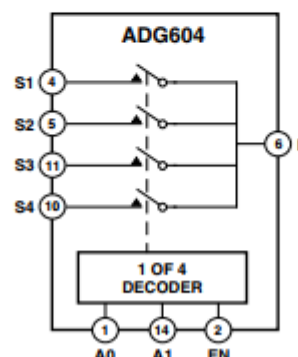 ADG604
S1 4
S2 5
6
S3 11
S4 10
1 OF 4
DECODER
1 14 2
A0 A1 EN